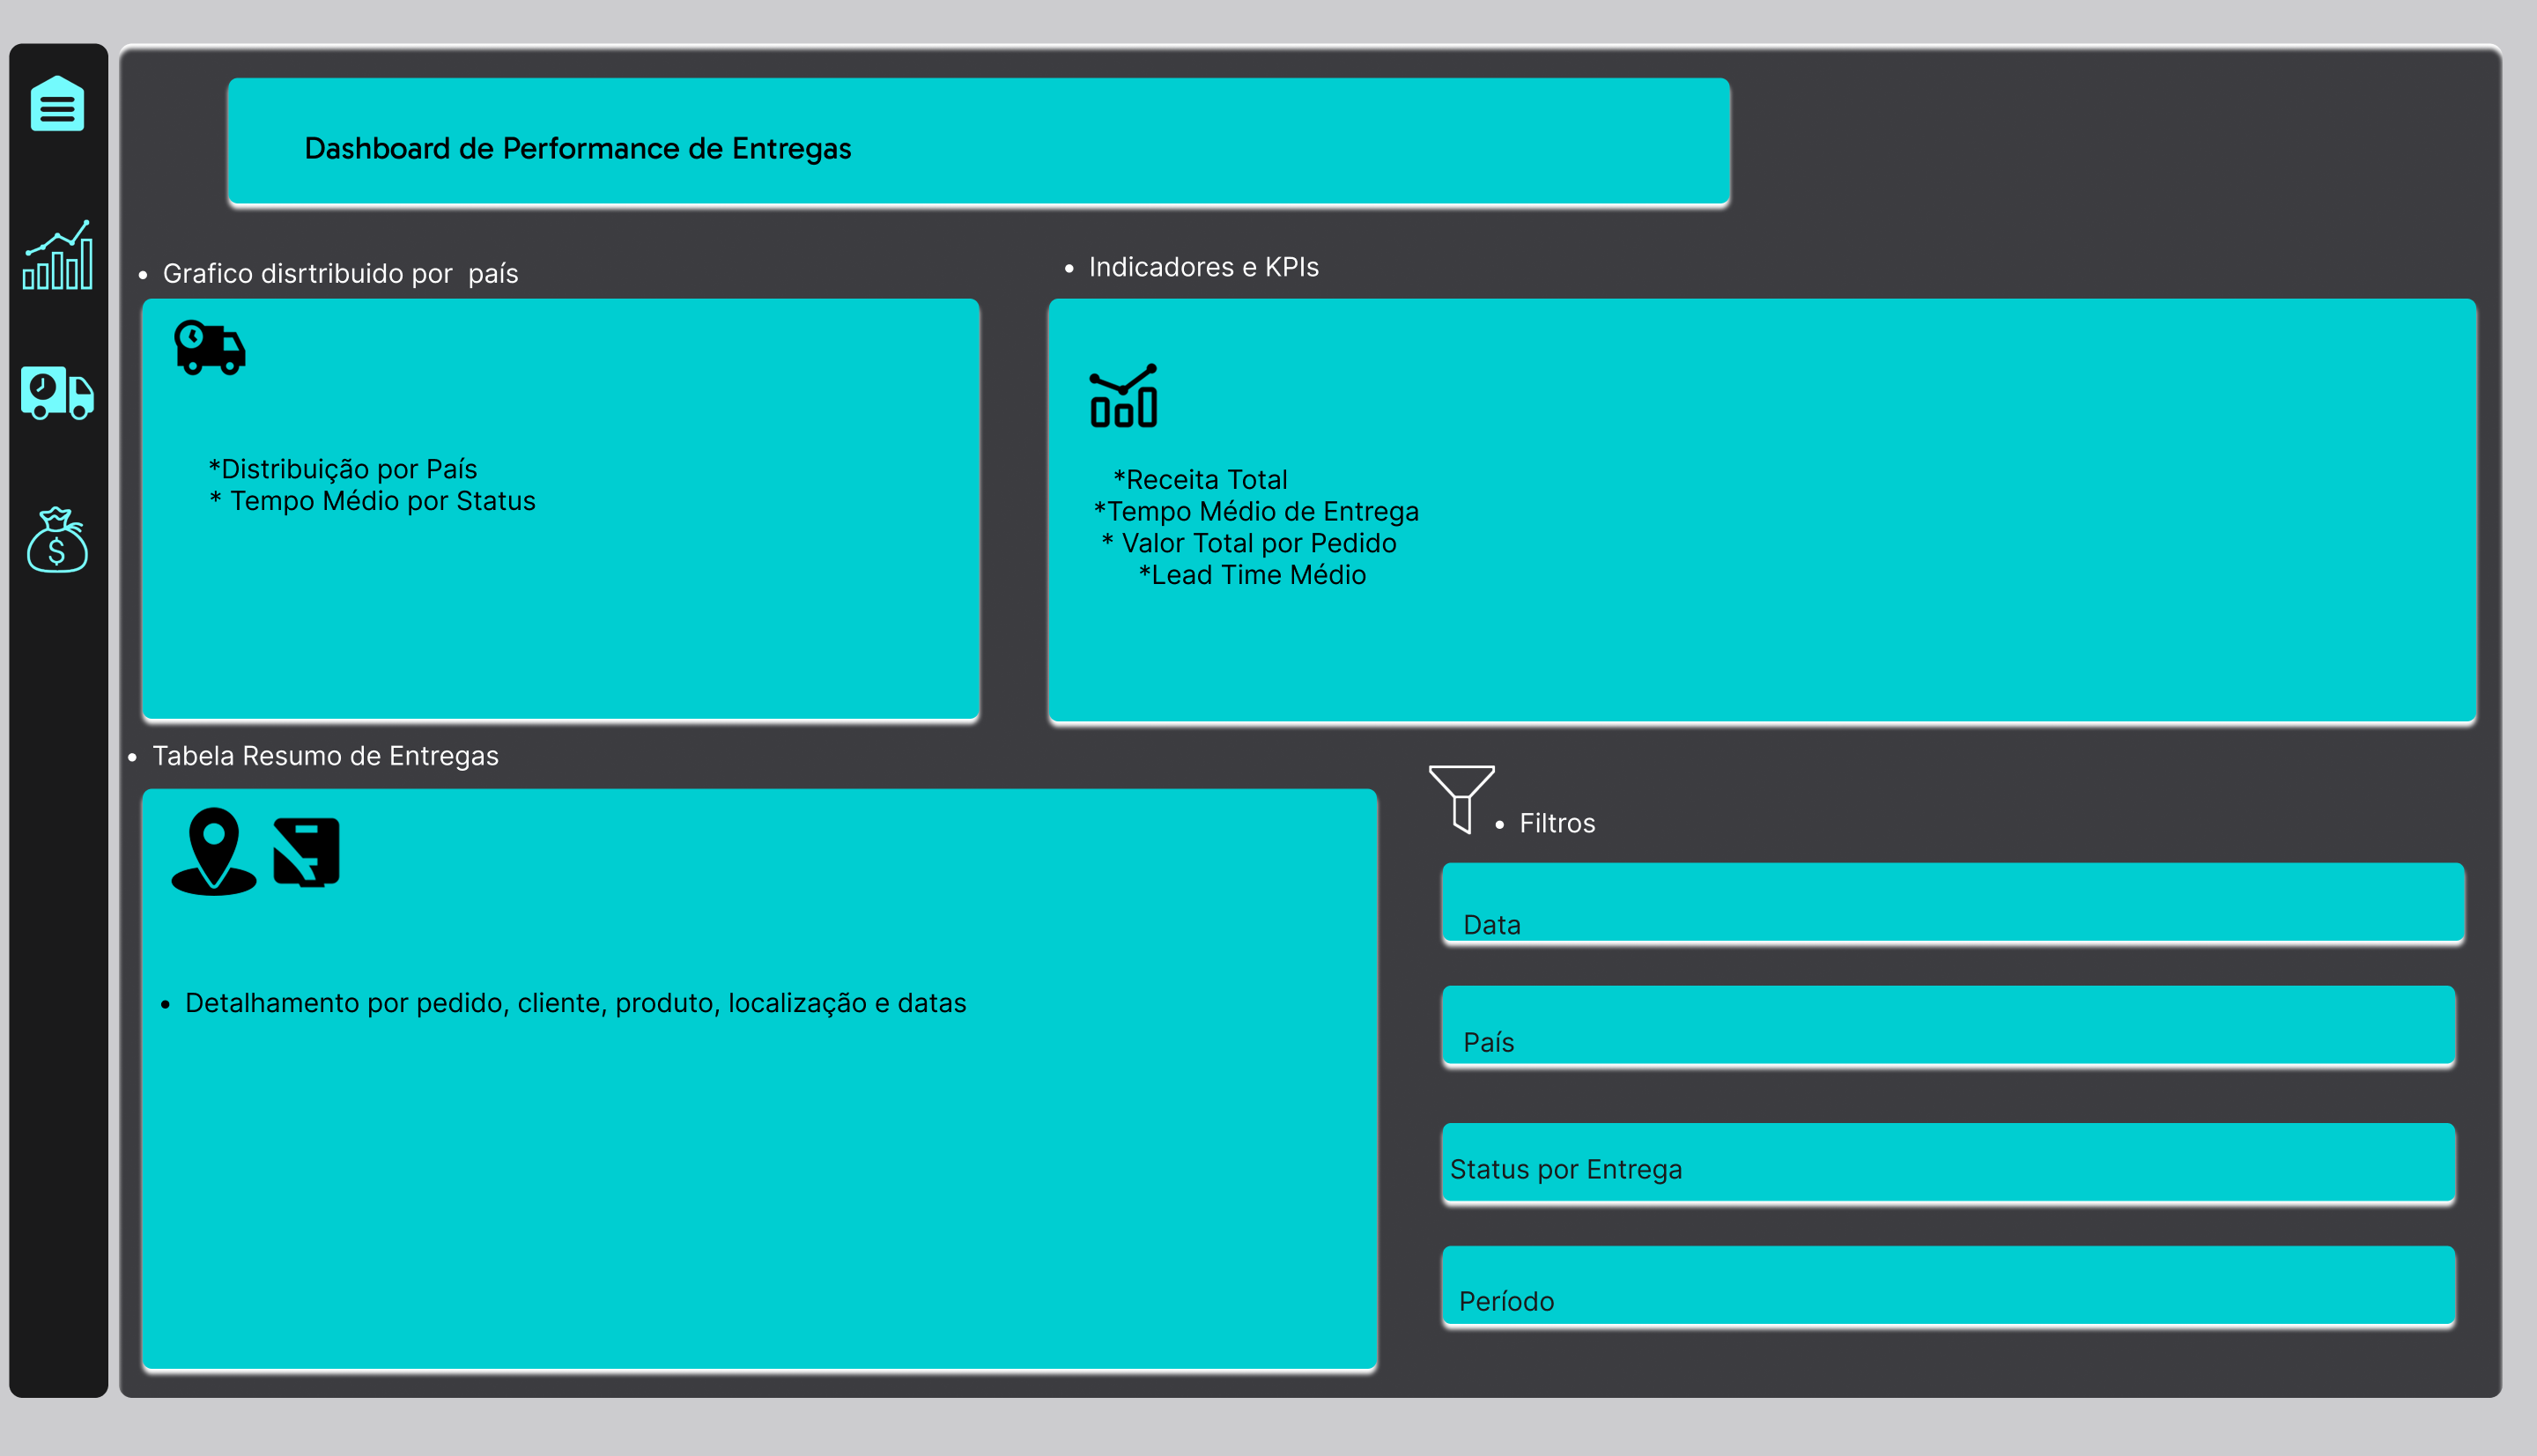 Dashboard de Performance de Entregas
• Grafico disrtribuido por  país
*Distribuição por País
* Tempo Médio por Status
• Indicadores e KPIs
*Receita Total
*Tempo Médio de Entrega
* Valor Total por Pedido
*Lead Time Médio
• Tabela Resumo de Entregas
• Detalhamento por pedido, cliente, produto, localização e datas
• Filtros
Data
País
Status por Entrega
Período